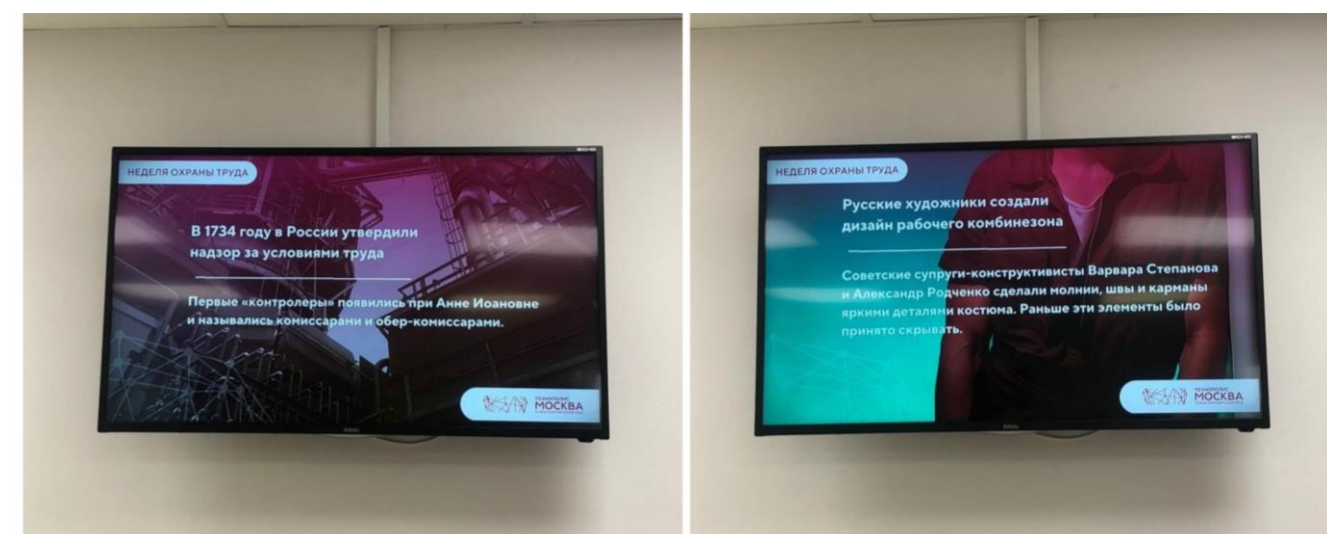 НЕДЕЛЯ ОХРАНЫ ТРУДА
В 1734 году в России утвердили
надзор за условиями труда
Первые «контролеры» появились при Анне Иоановне
и назывались комиссарами и обер-комиссарами.
ТЕХНОПОЛИС
МОСКВА
НЕДЕЛЯ ОХРАНЫ ТРУДА
Русские художники создали
дизайн рабочего комбинезона
Советские супруги-конструктивисты Варвара Степанова
и Александр Родченко сделали молнии, швы и карманы
яркими деталями костюма. Раньше эти элементы было
принято скрывать.
ТЕХНОПОЛИС
МОСКВА